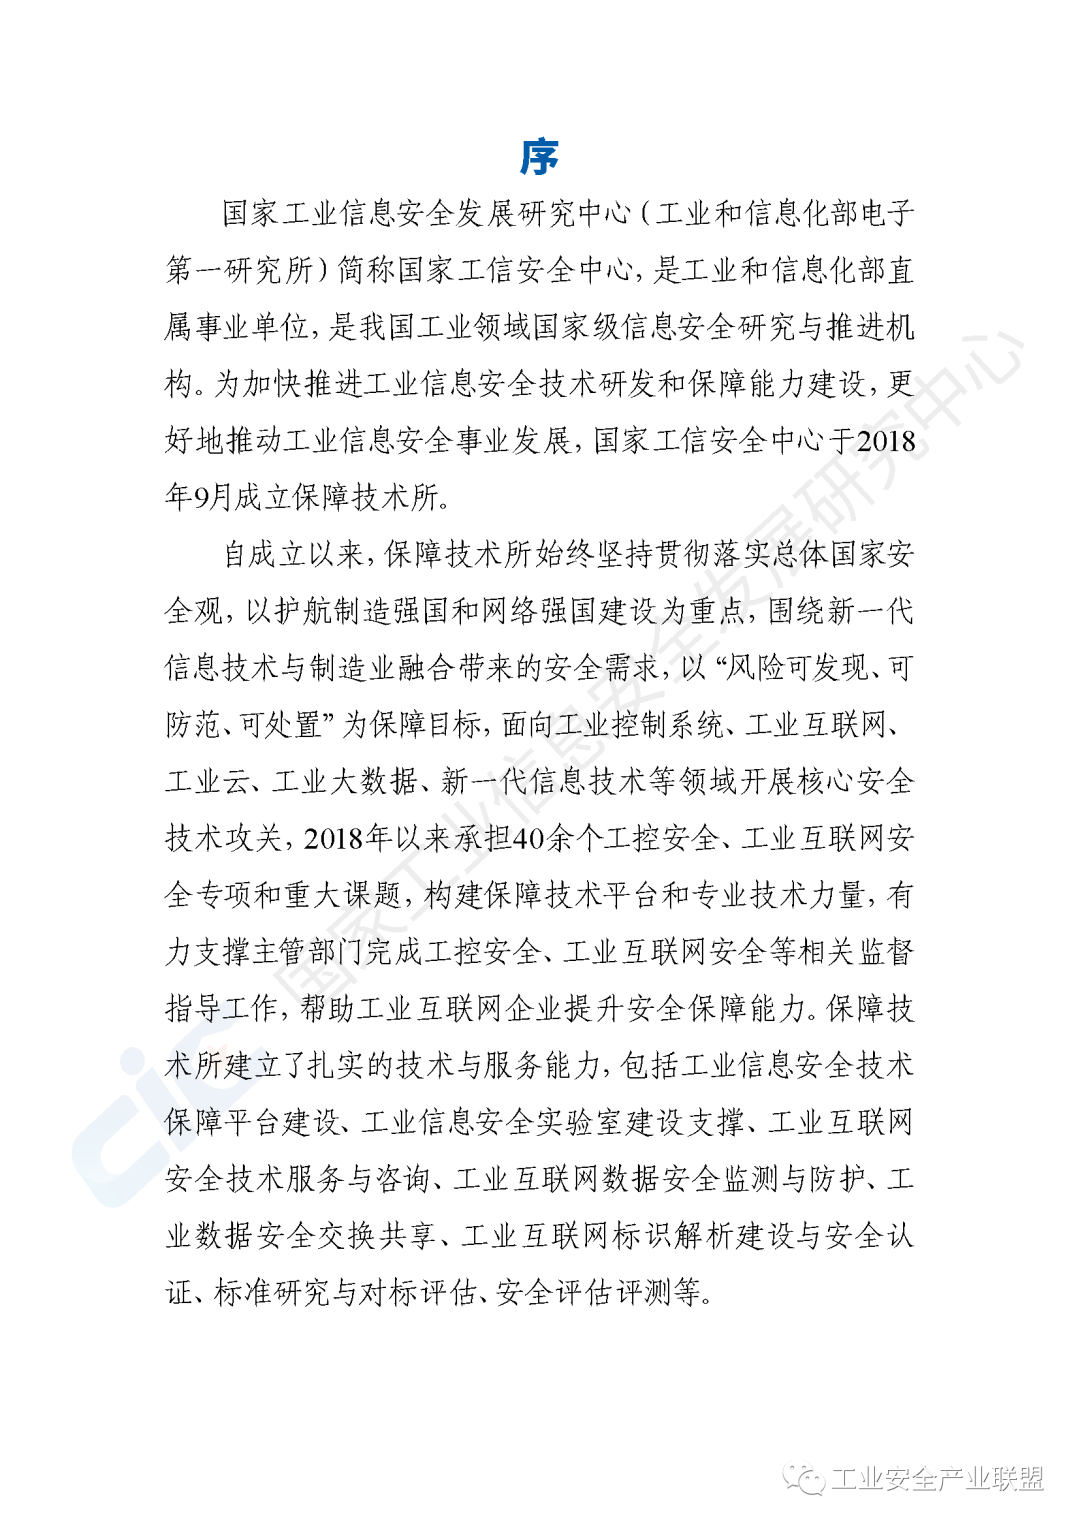 序
国家工业信息安全发展研究中心（工业和信息化部电子
第一研究所）简称国家工信安全中心，是工业和信息化部直
属事业单位，是我国工业领域国家级信息安全研究与推进机
构。为加快推进工业信息安全技术研发和保障能力建设，更
好地推动工业信息安全事业发展，国家工信安全中心于2018
年9月成立保障技术所。
自成立以来，保障技术所始终坚持贯彻落实总体国家安
全观，以护航制造强国和网络强国建设为重点，围绕新一代
信息技术与制造业融合带来的安全需求，以“风险可发现、可
防范、可处置”为保障目标，面向工业控制系统、工业互联网、
工业云、工业大数据、新一代信息技术等领域开展核心安全
技术攻关，2018年以来承担40余个工控安全、工业互联网安
全专项和重大课题，构建保障技术平台和专业技术力量，有
力支撑主管部门完成工控安全、工业互联网安全等相关监督
指导工作，帮助工业互联网企业提升安全保障能力。保障技
术所建立了扎实的技术与服务能力，包括工业信息安全技术
保障平台建设、工业信息安全实验室建设支撑、工业互联网
安全技术服务与咨询、工业互联网数据安全监测与防护、工
业数据安全交换共享、工业互联网标识解析建设与安全认
证、标准研究与对标评估、安全评估评测等。
国家工业信息安全发展研究中心
CIC
工业安全产业联盟